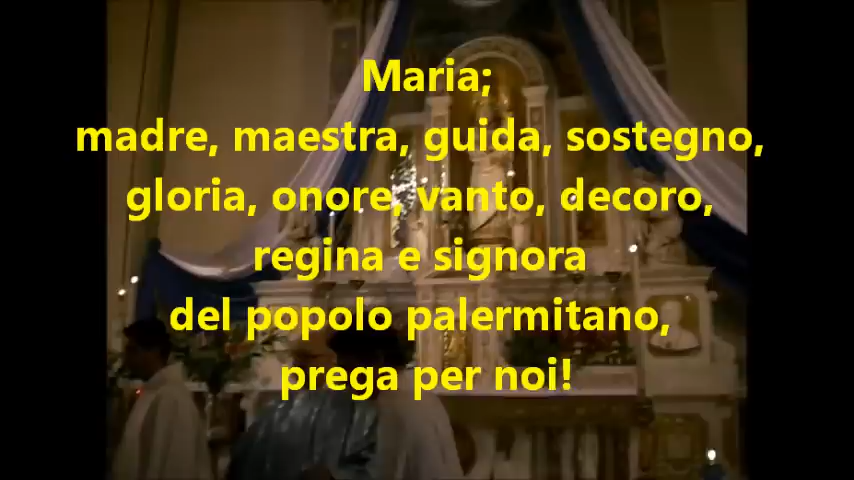 Maria;
madre, maestra, guida, sostegno,
gloria, onore, vanto, decoro,
regina e signora
del popolo palermitano,
prega per noi!